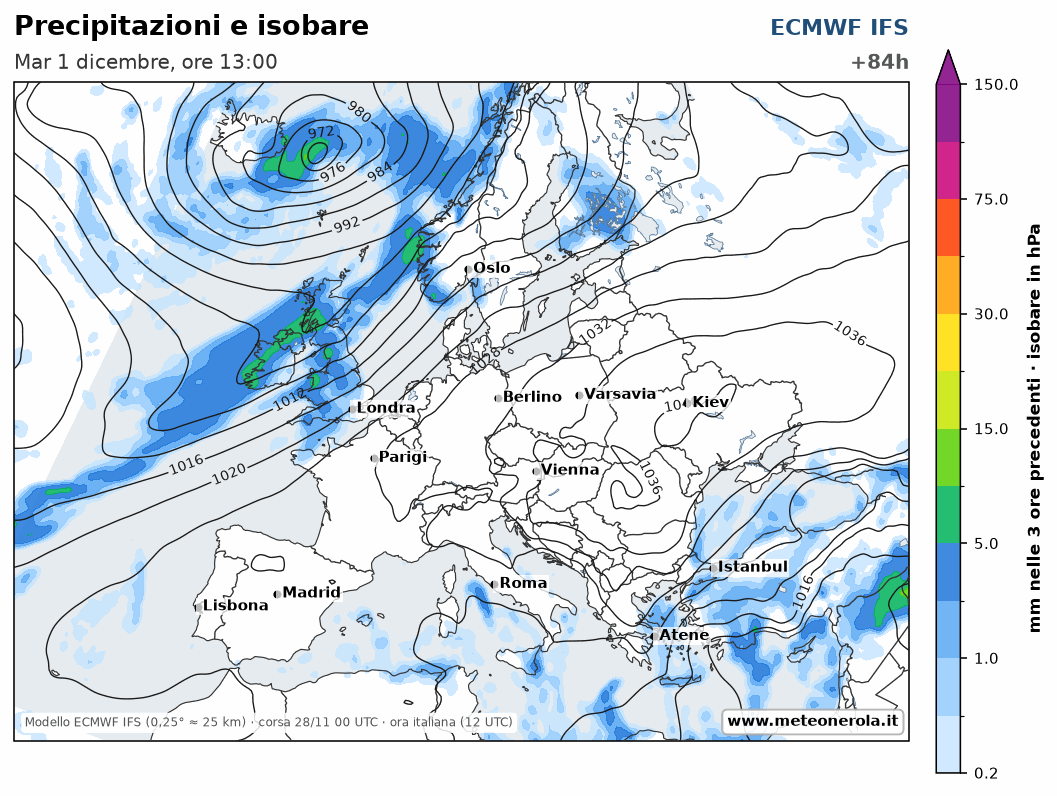 Precipitazioni e isobare
ECMWF IFS
Mar 1 dicembre, ore 13:00
+84h
150.0
75.0
30.0
15.0
5.0
1.0
0.2
mm nelle 3 ore precedenti · isobare in hPa
980
972
976
984
992
Oslo
1032
1036
1028
Berlino
Varsavia
Kiev
1012
Londra
Parigi
Vienna
1016
1020
1036
Istanbul
Roma
Madrid
Lisbona
1016
Atene
Modello ECMWF IFS (0,25° ≈ 25 km) · corsa 28/11 00 UTC · ora italiana (12 UTC)
www.meteonerola.it